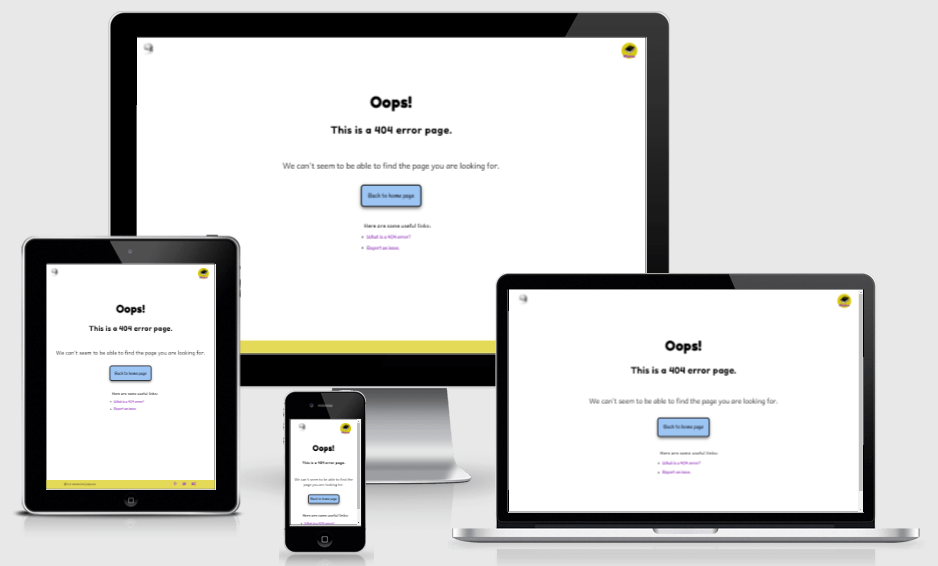 Oops!
This is a 404 error page.
We can't seem to be able to find the page you are looking for.
Back to home page
Here are some useful links:
What is a 404 error?
Report an issue.
Oops!
This is a 404 error page.
We can't seem to be able to find the page you are looking for.
Back to home page
Here are some useful links:
What is a 404 error?
Report an issue.
Oops!
This is a 404 error page.
We can't seem to be able to find the
page you are looking for.
Back to home page
Here are some useful links:
What is a 404 error?
Oops!
This is a 404 error page.
We can't seem to be able to find the page you are looking for.
Back to home page
Here are some useful links:
What is a 404 error?
Report an issue.